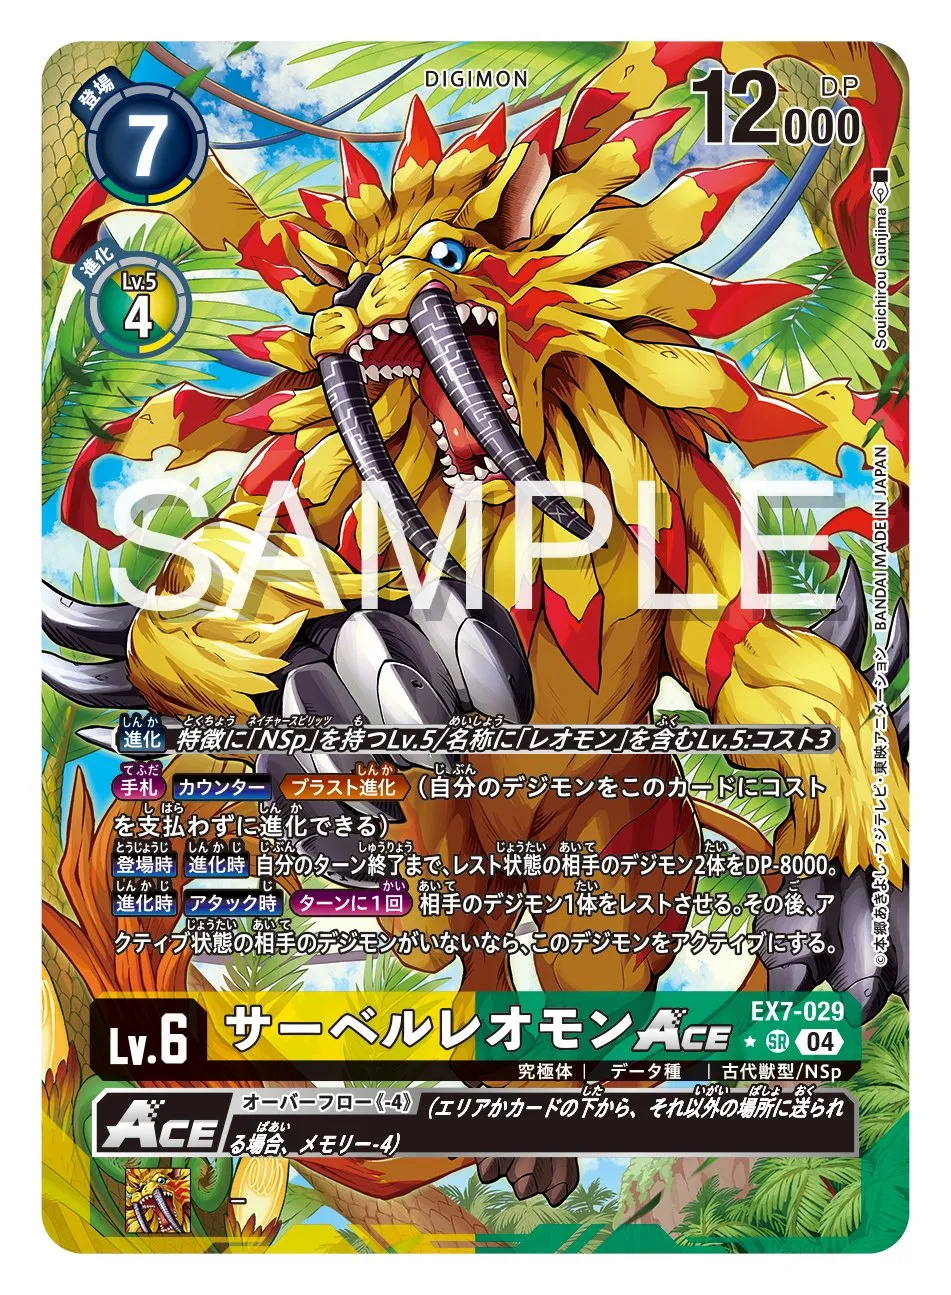 DIGIMON
登場
7
12000
DP
進化
Lv.5
4
Souichirou Gunjima
BANDAI MADE IN JAPAN
©本郷あきよし・フジテレビ・東映アニメーション
SAMPLE
進化 特徴に「NSp」を持つLv.5/名称に「レオモン」を含むLv.5:コスト3
手札 カウンター ブラスト進化 (自分のデジモンをこのカードにコスト
を支払わずに進化できる)
登場時 進化時 自分のターン終了まで、レスト状態の相手のデジモン2体をDP-8000。
進化時 アタック時 ターンに1回 相手のデジモン1体をレストさせる。その後、ア
クティブ状態の相手のデジモンがいないなら、このデジモンをアクティブにする。
Lv.6
サーベルレオモンACE
EX7-029
SR 04
究極体 | データ種 | 古代獣型/NSp
ACE
オーバーフロー《-4》 (エリアかカードの下から、それ以外の場所に送られ
る場合、メモリー-4)
-